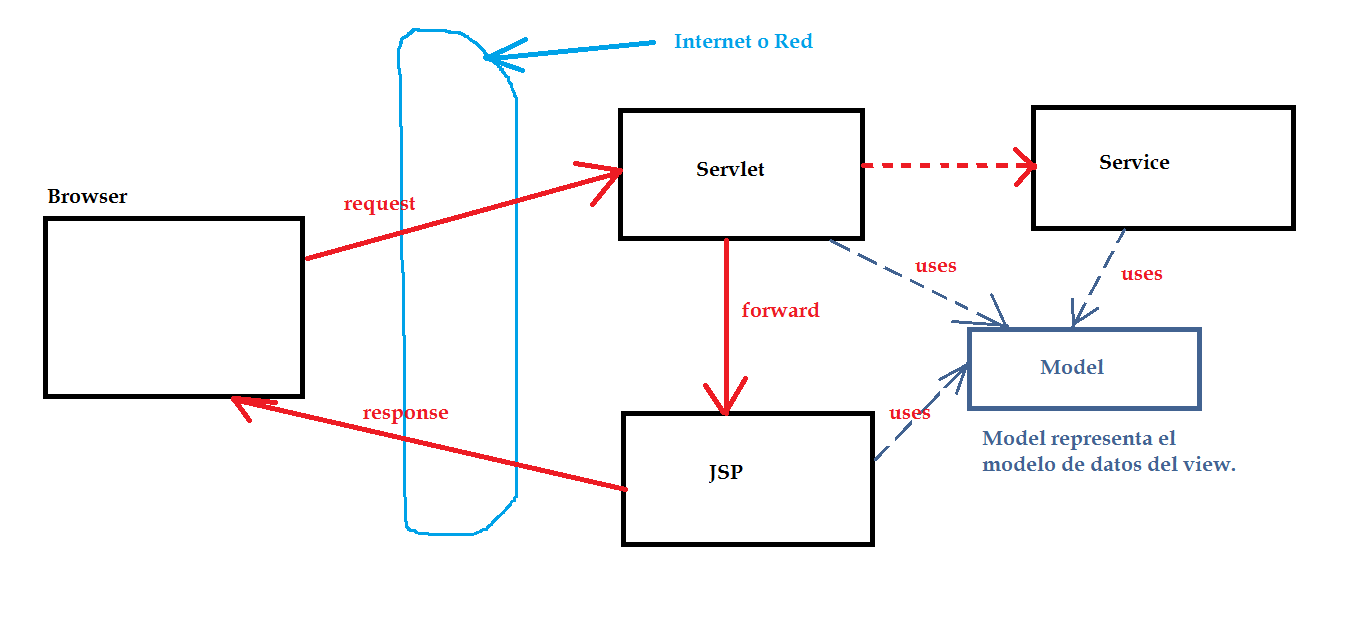 Internet o Red
Servlet
Service
Browser
request
uses
uses
forward
Model
response
uses
Model representa el
modelo de datos del view.
JSP